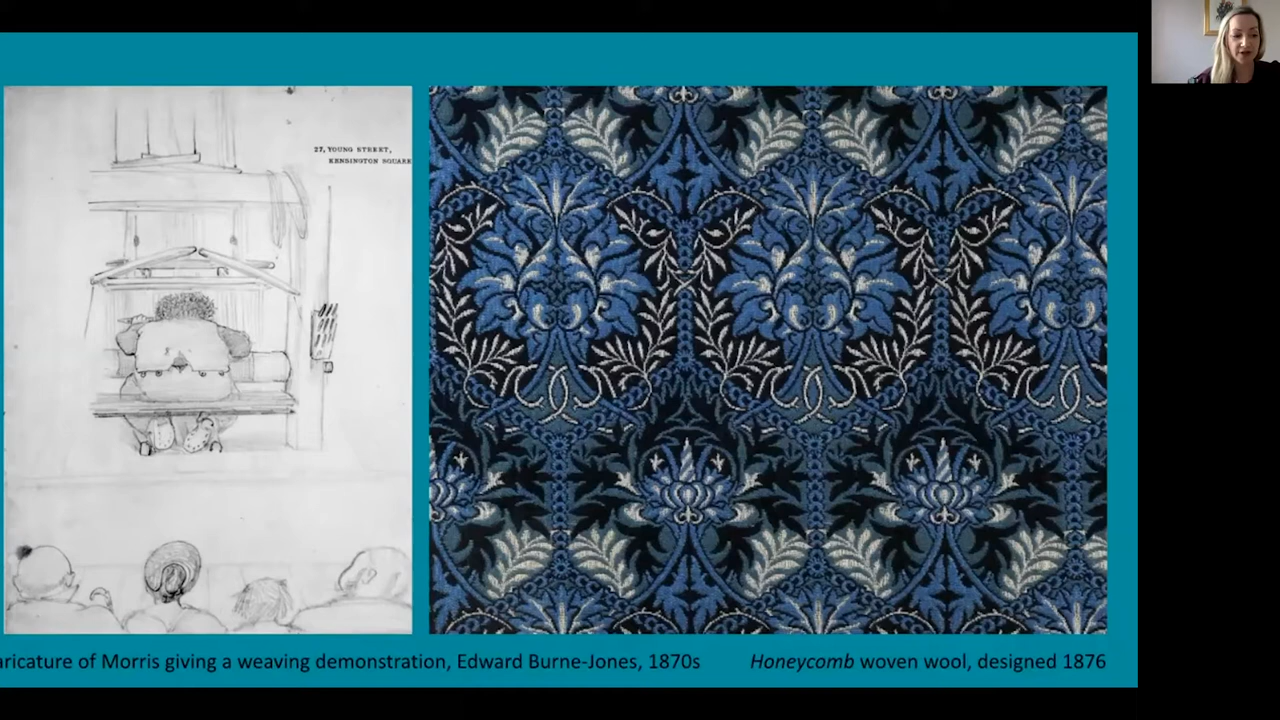 27, YOUNG STREET,
KENSINGTON SQUARE
aricature of Morris giving a weaving demonstration, Edward Burne-Jones, 1870s
Honeycomb woven wool, designed 1876